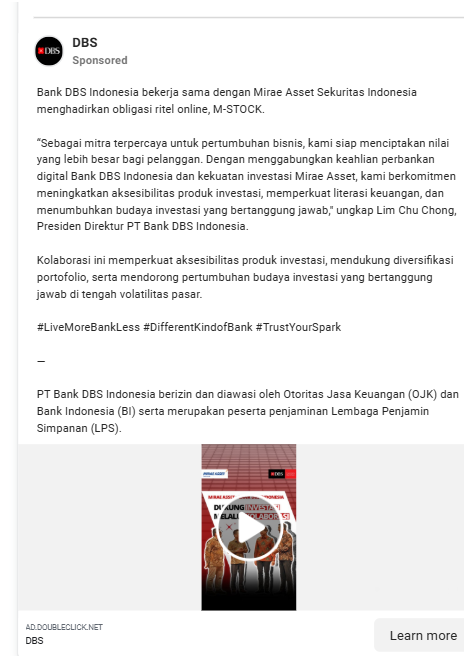 DBS
Sponsored
DBS
Bank DBS Indonesia bekerja sama dengan Mirae Asset Sekuritas Indonesia
menghadirkan obligasi ritel online, M-STOCK.
“Sebagai mitra terpercaya untuk pertumbuhan bisnis, kami siap menciptakan nilai
yang lebih besar bagi pelanggan. Dengan menggabungkan keahlian perbankan
digital Bank DBS Indonesia dan kekuatan investasi Mirae Asset, kami berkomitmen
meningkatkan aksesibilitas produk investasi, memperkuat literasi keuangan, dan
menumbuhkan budaya investasi yang bertanggung jawab," ungkap Lim Chu Chong,
Presiden Direktur PT Bank DBS Indonesia.
Kolaborasi ini memperkuat aksesibilitas produk investasi, mendukung diversifikasi
portofolio, serta mendorong pertumbuhan budaya investasi yang bertanggung
jawab di tengah volatilitas pasar.
#LiveMoreBankLess #DifferentKindofBank #TrustYourSpark
—
PT Bank DBS Indonesia berizin dan diawasi oleh Otoritas Jasa Keuangan (OJK) dan
Bank Indonesia (BI) serta merupakan peserta penjaminan Lembaga Penjamin
Simpanan (LPS).
MIRAE ASSET
DBS
MIRAE ASSET INDONESIA
DUKUNG INVESTASI
MELALUI KOLABORASI
AD.DOUBLECLICK.NET
DBS
Learn more